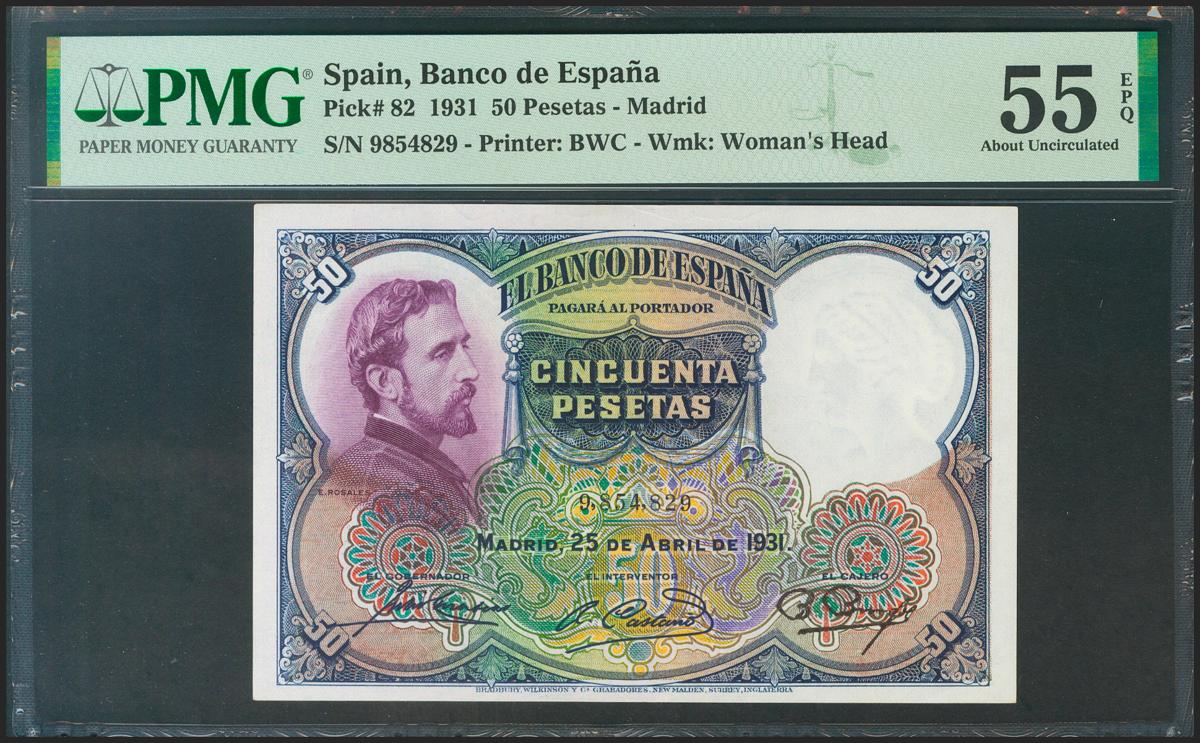 PMG®
PAPER MONEY GUARANTY
Spain, Banco de España
Pick# 82 1931 50 Pesetas - Madrid
S/N 9854829 - Printer: BWC - Wmk: Woman's Head
55
EPQ
About Uncirculated
50
50
EL BANCO DE ESPAÑA
PAGARÁ AL PORTADOR
CINCUENTA
PESETAS
E. ROSALES
9,854,829
MADRID, 25 DE ABRIL DE 1931.
50
EL GOBERNADOR
EL INTERVENTOR
EL CAJERO
50
50
BRADBURY, WILKINSON Y Cª GRABADORES, NEW MALDEN, SURREY, INGLATERRA